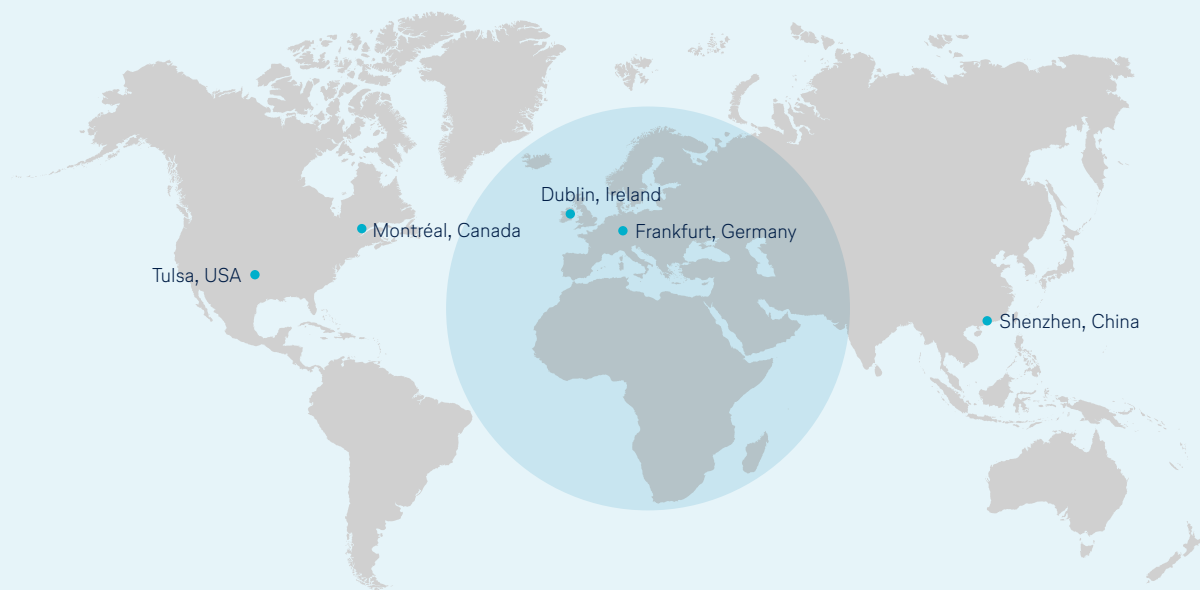 Dublin, Ireland
Montréal, Canada
Frankfurt, Germany
Tulsa, USA
Shenzhen, China